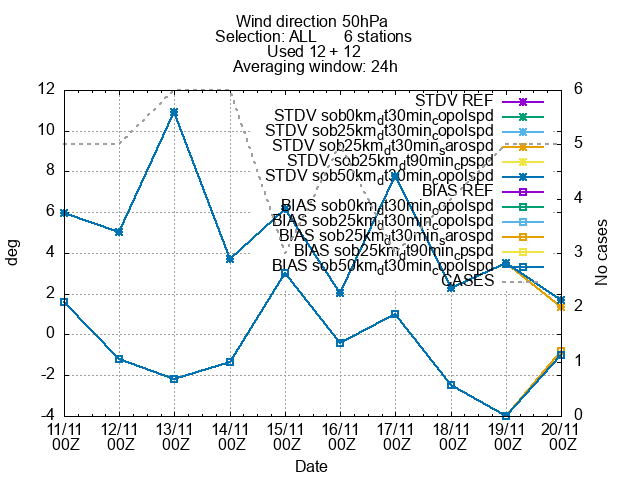 Wind direction 50hPa
Selection: ALL 6 stations
Used 12 + 12
Averaging window: 24h
STDV REF
STDV sob0km_dt30min_copolspd
STDV sob25km_dt30min_copolspd
STDV sob25km_dt30min_sarospd
STDV sob25km_dt90min_cpspd
STDV sob50km_dt30min_copolspd
BIAS REF
BIAS sob0km_dt30min_copolspd
BIAS sob25km_dt30min_copolspd
BIAS sob25km_dt30min_sarospd
BIAS sob25km_dt90min_cpspd
BIAS sob50km_dt30min_copolspd
CASES
12
10
8
6
4
2
0
-2
-4
deg
6
5
4
3
2
1
0
No cases
11/11 12/11 13/11 14/11 15/11 16/11 17/11 18/11 19/11 20/11
00Z 00Z 00Z 00Z 00Z 00Z 00Z 00Z 00Z 00Z
Date